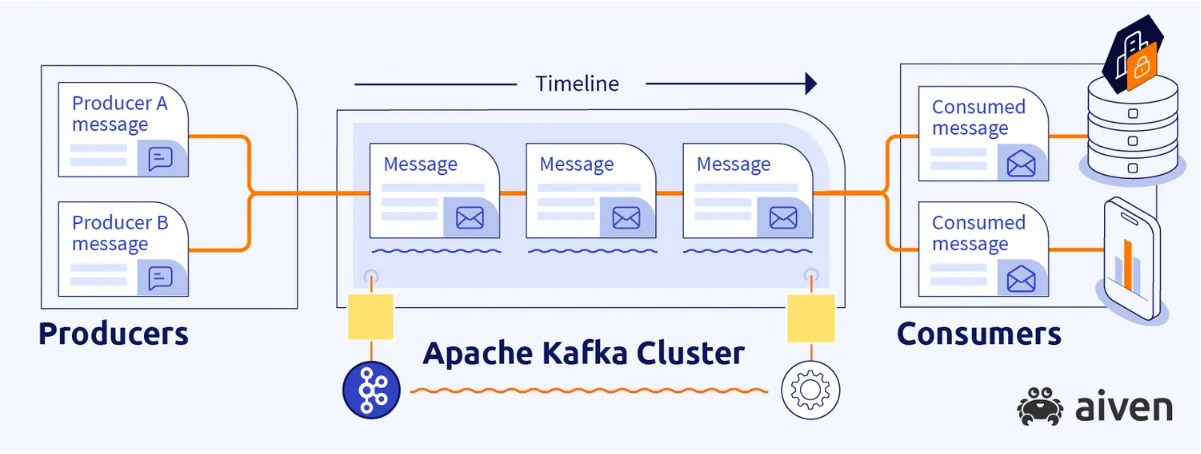 Timeline
Producer A
message
Producer B
message
Message
Message
Message
Consumed
message
Consumed
message
Producers
Apache Kafka Cluster
Consumers
aiven